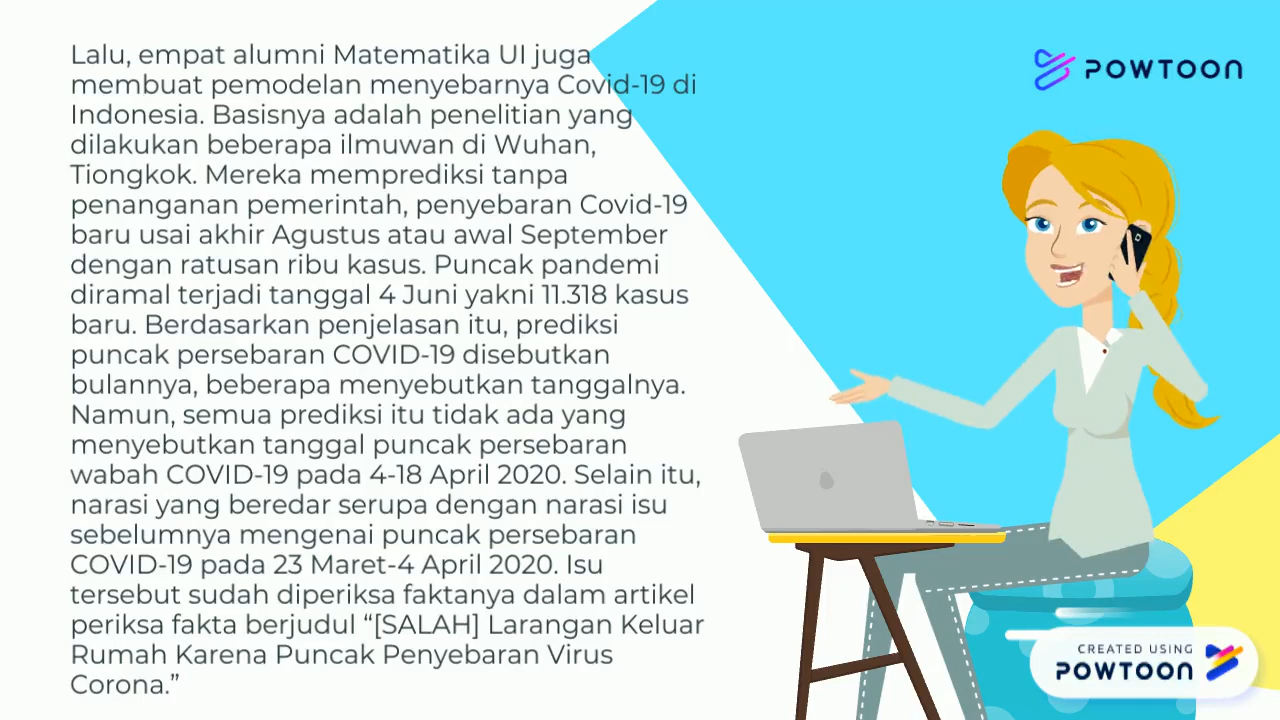 Lalu, empat alumni Matematika UI juga
membuat pemodelan menyebarnya Covid-19 di
Indonesia. Basisnya adalah penelitian yang
dilakukan beberapa ilmuwan di Wuhan,
Tiongkok. Mereka memprediksi tanpa
penanganan pemerintah, penyebaran Covid-19
baru usai akhir Agustus atau awal September
dengan ratusan ribu kasus. Puncak pandemi
diramal terjadi tanggal 4 Juni yakni 11.318 kasus
baru. Berdasarkan penjelasan itu, prediksi
puncak persebaran COVID-19 disebutkan
bulannya, beberapa menyebutkan tanggalnya.
Namun, semua prediksi itu tidak ada yang
menyebutkan tanggal puncak persebaran
wabah COVID-19 pada 4-18 April 2020. Selain itu,
narasi yang beredar serupa dengan narasi isu
sebelumnya mengenai puncak persebaran
COVID-19 pada 23 Maret-4 April 2020. Isu
tersebut sudah diperiksa faktanya dalam artikel
periksa fakta berjudul “[SALAH] Larangan Keluar
Rumah Karena Puncak Penyebaran Virus
Corona.”
POWTOON
CREATED USING
POWTOON